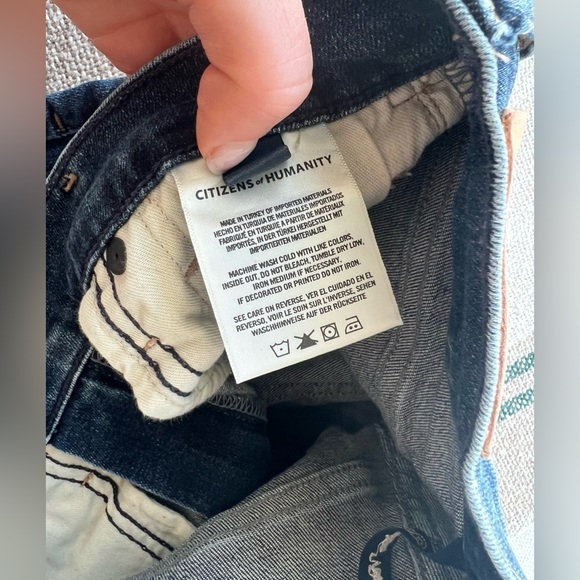 CITIZENS of HUMANITY
MADE IN TURKEY OF IMPORTED MATERIALS
HECHO EN TURQUIA DE MATERIALES IMPORTADOS
FABRIQUÉ EN TURQUIE A PARTIR DE MATÉRIAUX
IMPORTÉS, IN DER TÜRKEI HERGESTELLT MIT
IMPORTIERTEN MATERIALIEN
MACHINE WASH COLD WITH LIKE COLORS,
INSIDE OUT, DO NOT BLEACH, TUMBLE DRY LOW,
IRON MEDIUM IF NECESSARY.
IF DECORATED OR PRINTED DO NOT IRON.
SEE CARE ON REVERSE, VER EL CUIDADO EN EL
REVERSO, VOIR LE SOIN SUR L'INVERSE, SEHEN
WASCHHINWEISE AUF DER RÜCKSEITE